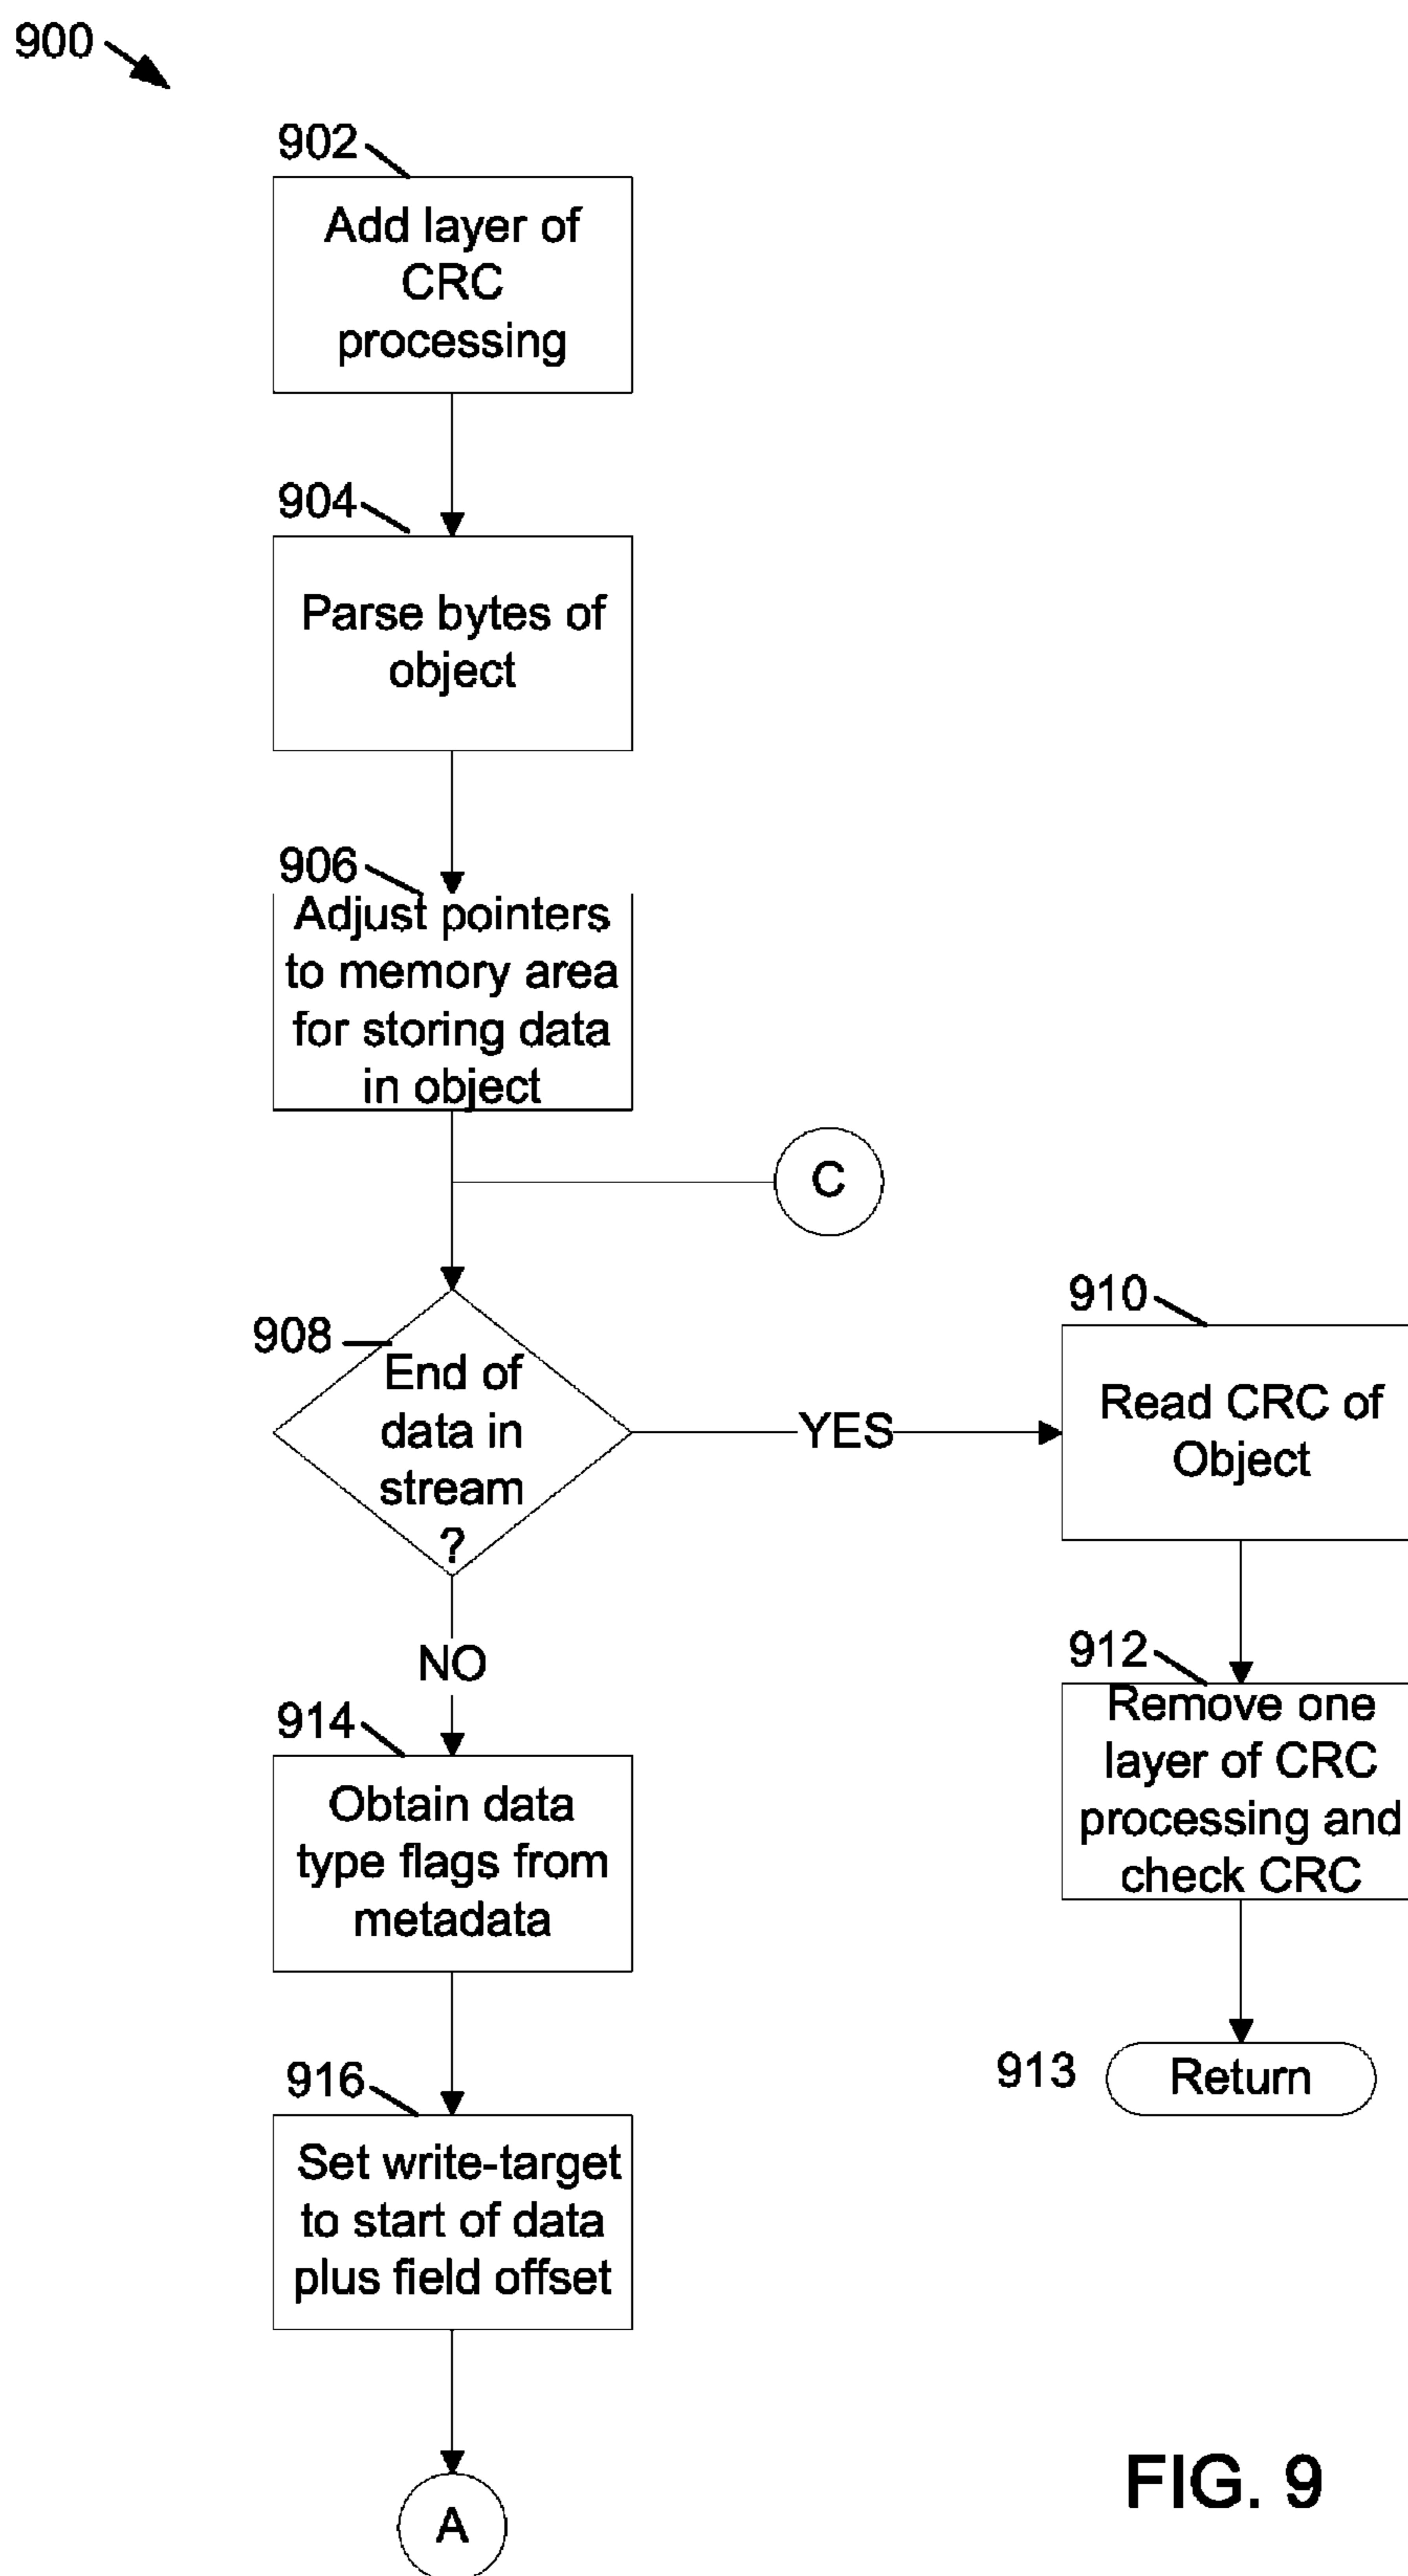 900
902
Add layer of
CRC
processing
904
Parse bytes of
object
906
Adjust pointers
to memory area
for storing data
in object
C
908
End of
data in
stream
?
YES
910
Read CRC of
Object
912
Remove one
layer of CRC
processing and
check CRC
913
Return
NO
914
Obtain data
type flags from
metadata
916
Set write-target
to start of data
plus field offset
A
FIG. 9